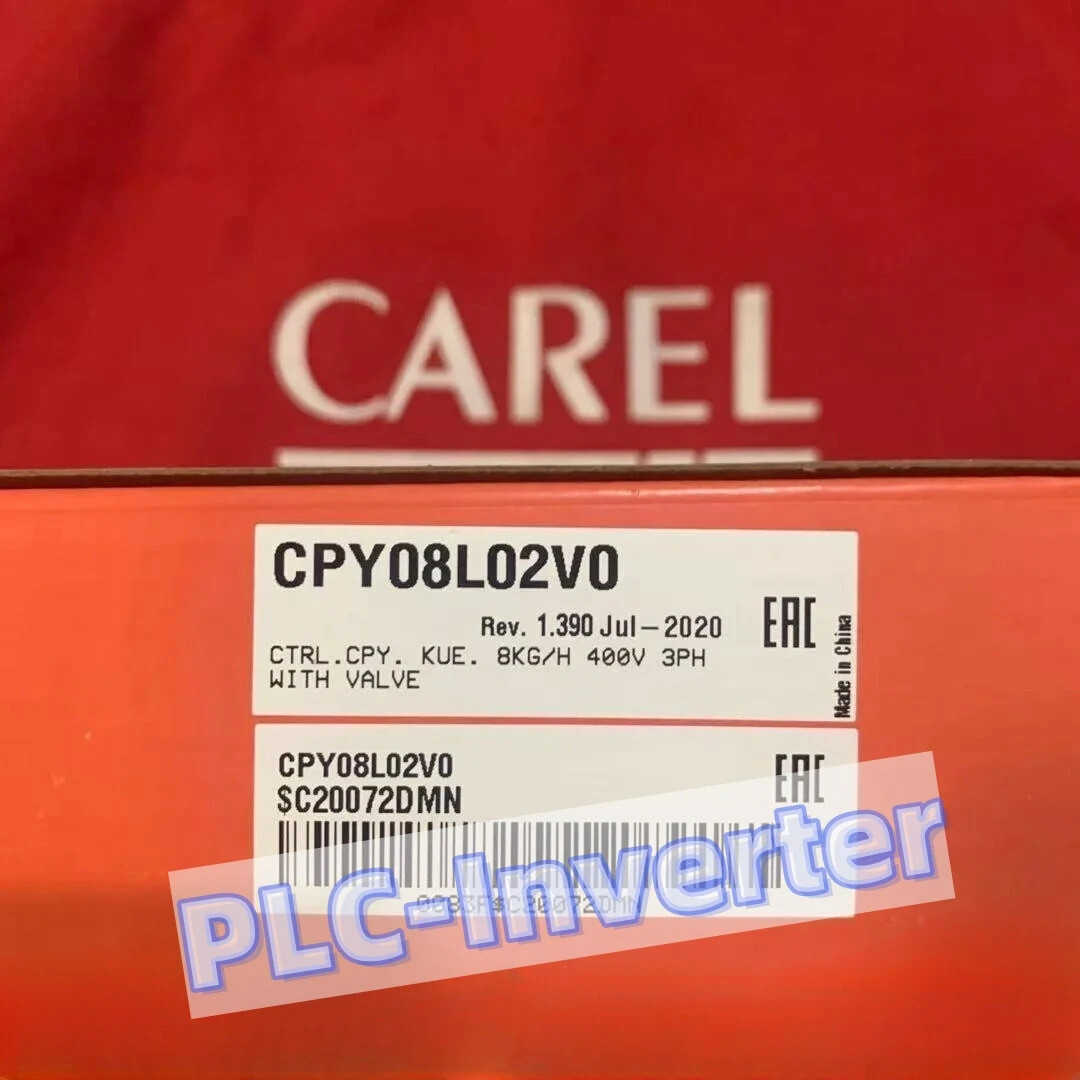 CAREL
CPY08L02V0
Rev. 1.390 Jul-2020
EAC
CTRL.CPY. KUE. 8KG/H 400V 3PH
WITH VALVE
Made in China
CPY08L02V0
$C20072DMN
EAC
PLC-Inverter